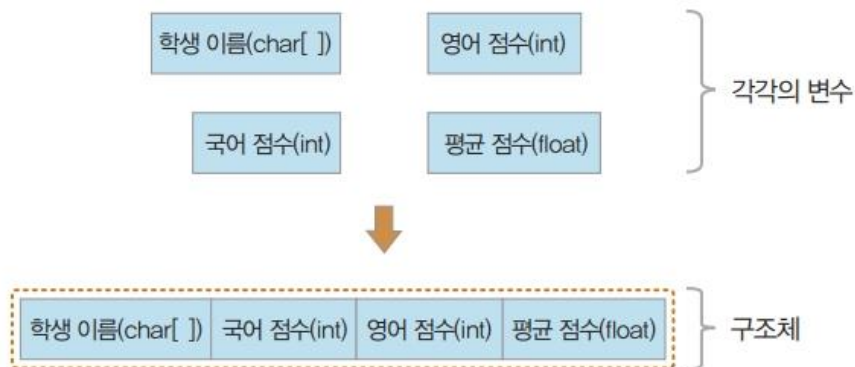 학생 이름(char[ ]) 영어 점수(int)
각각의 변수
국어 점수(int) 평균 점수(float)
학생 이름(char[ ]) 국어 점수(int) 영어 점수(int) 평균 점수(float) 구조체